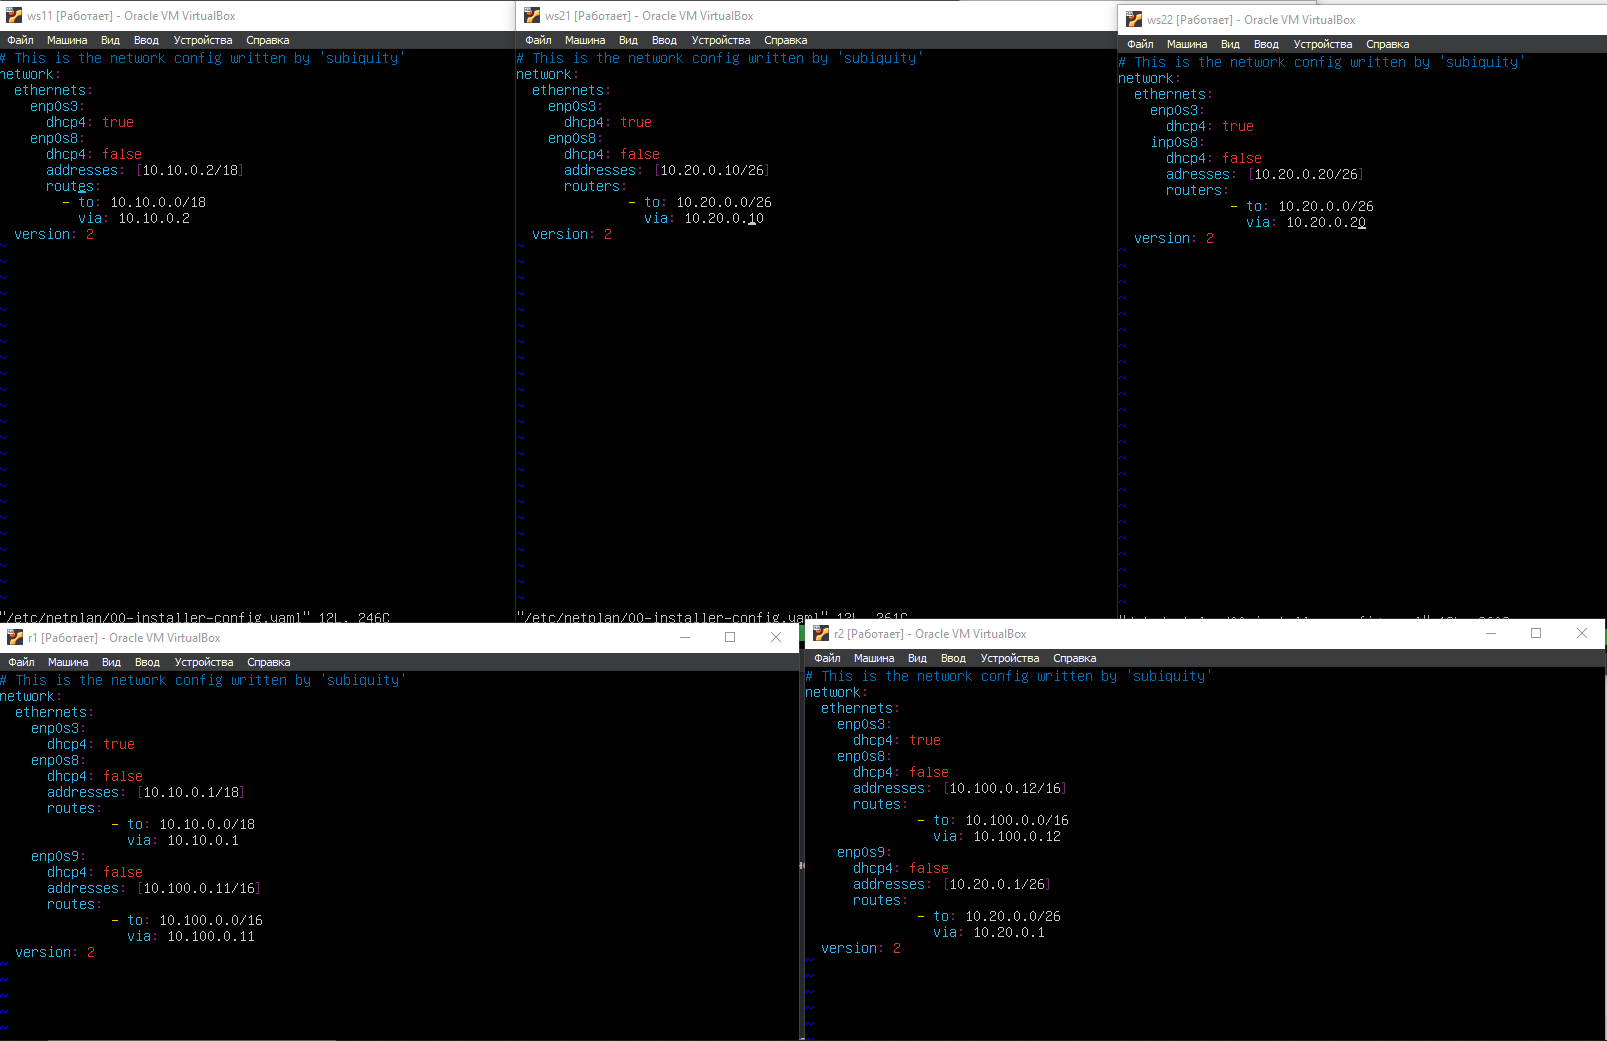 ws11 [Работает] - Oracle VM VirtualBox
Файл Машина Вид Ввод Устройства Справка
# This is the network config written by 'subiquity'
network:
ethernets:
enp0s3:
dhcp4: true
enp0s8:
dhcp4: false
addresses: [10.10.0.2/18]
routes:
- to: 10.10.0.0/18
via: 10.10.0.2
version: 2
"/etc/netplan/00-installer-config.yaml" 12L, 246C
ws21 [Работает] - Oracle VM VirtualBox
Файл Машина Вид Ввод Устройства Справка
# This is the network config written by 'subiquity'
network:
ethernets:
enp0s3:
dhcp4: true
enp0s8:
dhcp4: false
addresses: [10.20.0.10/26]
routers:
- to: 10.20.0.0/26
via: 10.20.0.10
version: 2
"/etc/netplan/00-installer-config.yaml" 12L, 261C
ws22 [Работает] - Oracle VM VirtualBox
Файл Машина Вид Ввод Устройства Справка
# This is the network config written by 'subiquity'
network:
ethernets:
enp0s3:
dhcp4: true
inp0s8:
dhcp4: false
adresses: [10.20.0.20/26]
routers:
- to: 10.20.0.0/26
via: 10.20.0.20
version: 2
r1 [Работает] - Oracle VM VirtualBox
Файл Машина Вид Ввод Устройства Справка
# This is the network config written by 'subiquity'
network:
ethernets:
enp0s3:
dhcp4: true
enp0s8:
dhcp4: false
addresses: [10.10.0.1/18]
routes:
- to: 10.10.0.0/18
via: 10.10.0.1
enp0s9:
dhcp4: false
addresses: [10.100.0.11/16]
routes:
- to: 10.100.0.0/16
via: 10.100.0.11
version: 2
r2 [Работает] - Oracle VM VirtualBox
Файл Машина Вид Ввод Устройства Справка
# This is the network config written by 'subiquity'
network:
ethernets:
enp0s3:
dhcp4: true
enp0s8:
dhcp4: false
addresses: [10.100.0.12/16]
routes:
- to: 10.100.0.0/16
via: 10.100.0.12
enp0s9:
dhcp4: false
addresses: [10.20.0.1/26]
routes:
- to: 10.20.0.0/26
via: 10.20.0.1
version: 2